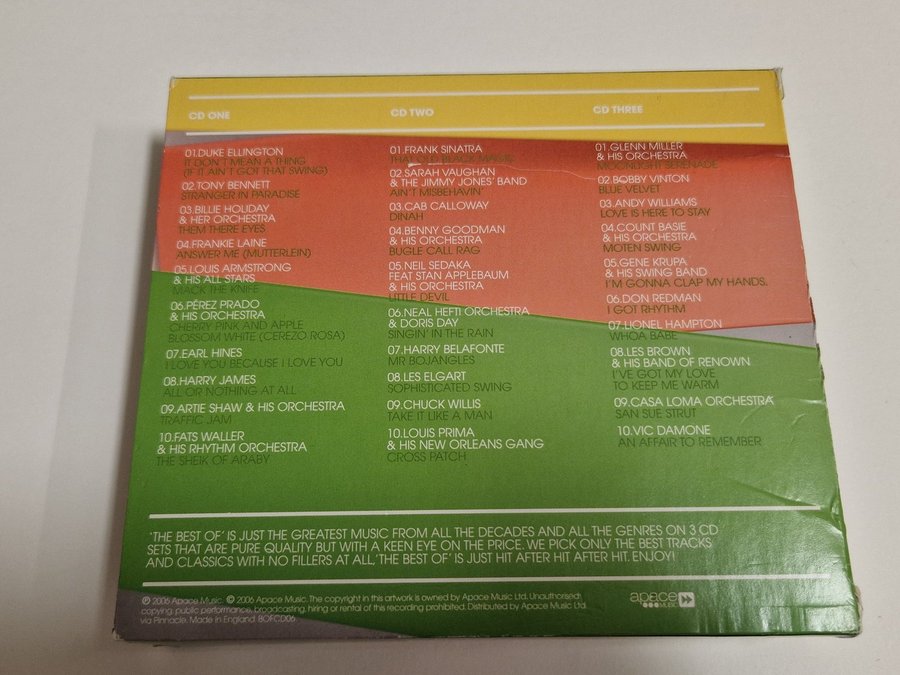 CD ONE
01.DUKE ELLINGTON
IT DON'T MEAN A THING
(IF IT AIN'T GOT THAT SWING)
02.TONY BENNETT
STRANGER IN PARADISE
03.BILLIE HOLIDAY
& HER ORCHESTRA
THEM THERE EYES
04.FRANKIE LAINE
ANSWER ME (MUTTERLEIN)
05.LOUIS ARMSTRONG
& HIS ALL STARS
MACK THE KNIFE
06.PÉREZ PRADO
& HIS ORCHESTRA
CHERRY PINK AND APPLE
BLOSSOM WHITE (CEREZO ROSA)
07.EARL HINES
I LOVE YOU BECAUSE I LOVE YOU
08.HARRY JAMES
ALL OR NOTHING AT ALL
09.ARTIE SHAW & HIS ORCHESTRA
TRAFFIC JAM
10.FATS WALLER
& HIS RHYTHM ORCHESTRA
THE SHEIK OF ARABY
CD TWO
01.FRANK SINATRA
THAT OLD BLACK MAGIC
02.SARAH VAUGHAN
& THE JIMMY JONES' BAND
AIN'T MISBEHAVIN'
03.CAB CALLOWAY
DINAH
04.BENNY GOODMAN
& HIS ORCHESTRA
BUGLE CALL RAG
05.NEIL SEDAKA
FEAT STAN APPLEBAUM
& HIS ORCHESTRA
LITTLE DEVIL
06.NEAL HEFTI ORCHESTRA
& DORIS DAY
SINGIN' IN THE RAIN
07.HARRY BELAFONTE
MR BOJANGLES
08.LES ELGART
SOPHISTICATED SWING
09.CHUCK WILLIS
TAKE IT LIKE A MAN
10.LOUIS PRIMA
& HIS NEW ORLEANS GANG
CROSS PATCH
CD THREE
01.GLENN MILLER
& HIS ORCHESTRA
MOONLIGHT SERENADE
02.BOBBY VINTON
BLUE VELVET
03.ANDY WILLIAMS
LOVE IS HERE TO STAY
04.COUNT BASIE
& HIS ORCHESTRA
MOTEN SWING
05.GENE KRUPA
& HIS SWING BAND
I'M GONNA CLAP MY HANDS.
06.DON REDMAN
I GOT RHYTHM
07.LIONEL HAMPTON
WHOA BABE
08.LES BROWN
& HIS BAND OF RENOWN
I'VE GOT MY LOVE
TO KEEP ME WARM
09.CASA LOMA ORCHESTRA
SAN SUE STRUT
10.VIC DAMONE
AN AFFAIR TO REMEMBER
'THE BEST OF' IS JUST THE GREATEST MUSIC FROM ALL THE DECADES AND ALL THE GENRES ON 3 CD
SETS THAT ARE PURE QUALITY BUT WITH A KEEN EYE ON THE PRICE. WE PICK ONLY THE BEST TRACKS
AND CLASSICS WITH NO FILLERS AT ALL, 'THE BEST OF' IS JUST HIT AFTER HIT AFTER HIT. ENJOY!
℗ 2006 Apace Music. © 2006 Apace Music. The copyright in this artwork is owned by Apace Music Ltd. Unauthorised
copying, public performance, broadcasting, hiring or rental of this recording prohibited. Distributed by Apace Music Ltd.
via Pinnacle. Made in England. BOFCD06
apace
MUSIC